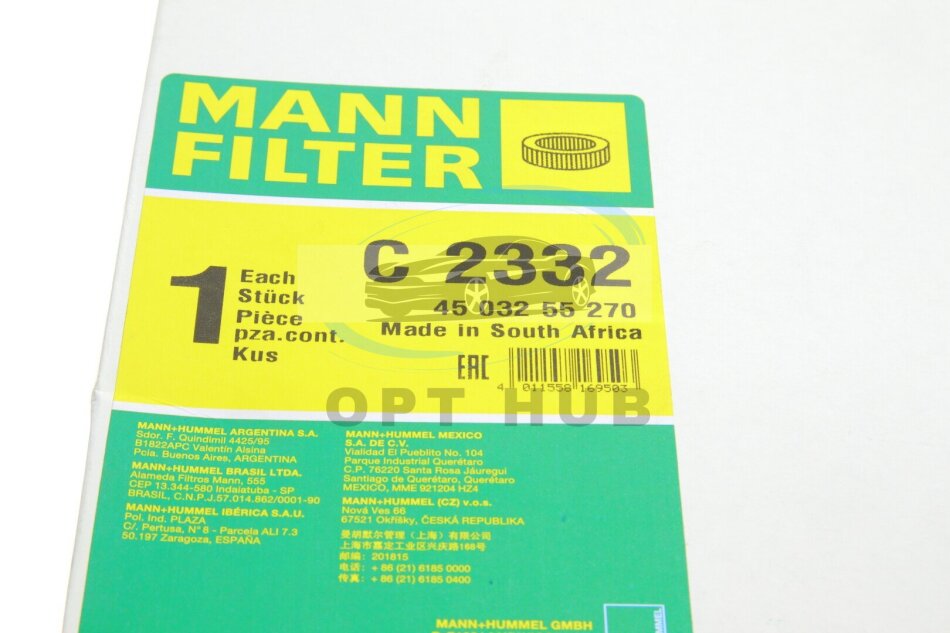 MANN
FILTER
C 2332
45 032 55 270
Made in South Africa
1
Each
Stück
Pièce
pza.cont.
Kus
EAC
4 011558 169503
OPT HUB
MANN+HUMMEL ARGENTINA S.A.
Sdor. F. Quindimil 4425/95
B1822APC Valentín Alsina
Pcia. Buenos Aires, ARGENTINA
MANN+HUMMEL BRASIL LTDA.
Alameda Filtros Mann, 555
CEP 13.344-580 Indaiatuba - SP
BRASIL, C.N.P.J.57.014.862/0001-90
MANN+HUMMEL IBÉRICA S.A.U.
Pol. Ind. PLAZA
C/. Pertusa, Nº 8 - Parcela ALI 7.3
50.197 Zaragoza, ESPAÑA
MANN+HUMMEL MEXICO
S.A. DE C.V.
Vialidad El Pueblito No. 104
Parque Industrial Querétaro
C.P. 76220 Santa Rosa Jáuregui
Santiago de Querétaro, Querétaro
MEXICO, MME 921204 HZ4
MANN+HUMMEL (CZ) v.o.s.
Nová Ves 66
67521 Okříšky, ČESKÁ REPUBLIKA
曼胡默尔管理（上海）有限公司
上海市嘉定工业区兴庆路168号
邮编：201815
电话：+ 86 (21) 6185 0000
传真：+ 86 (21) 6185 0400
MANN+HUMMEL GMBH
HUMMEL